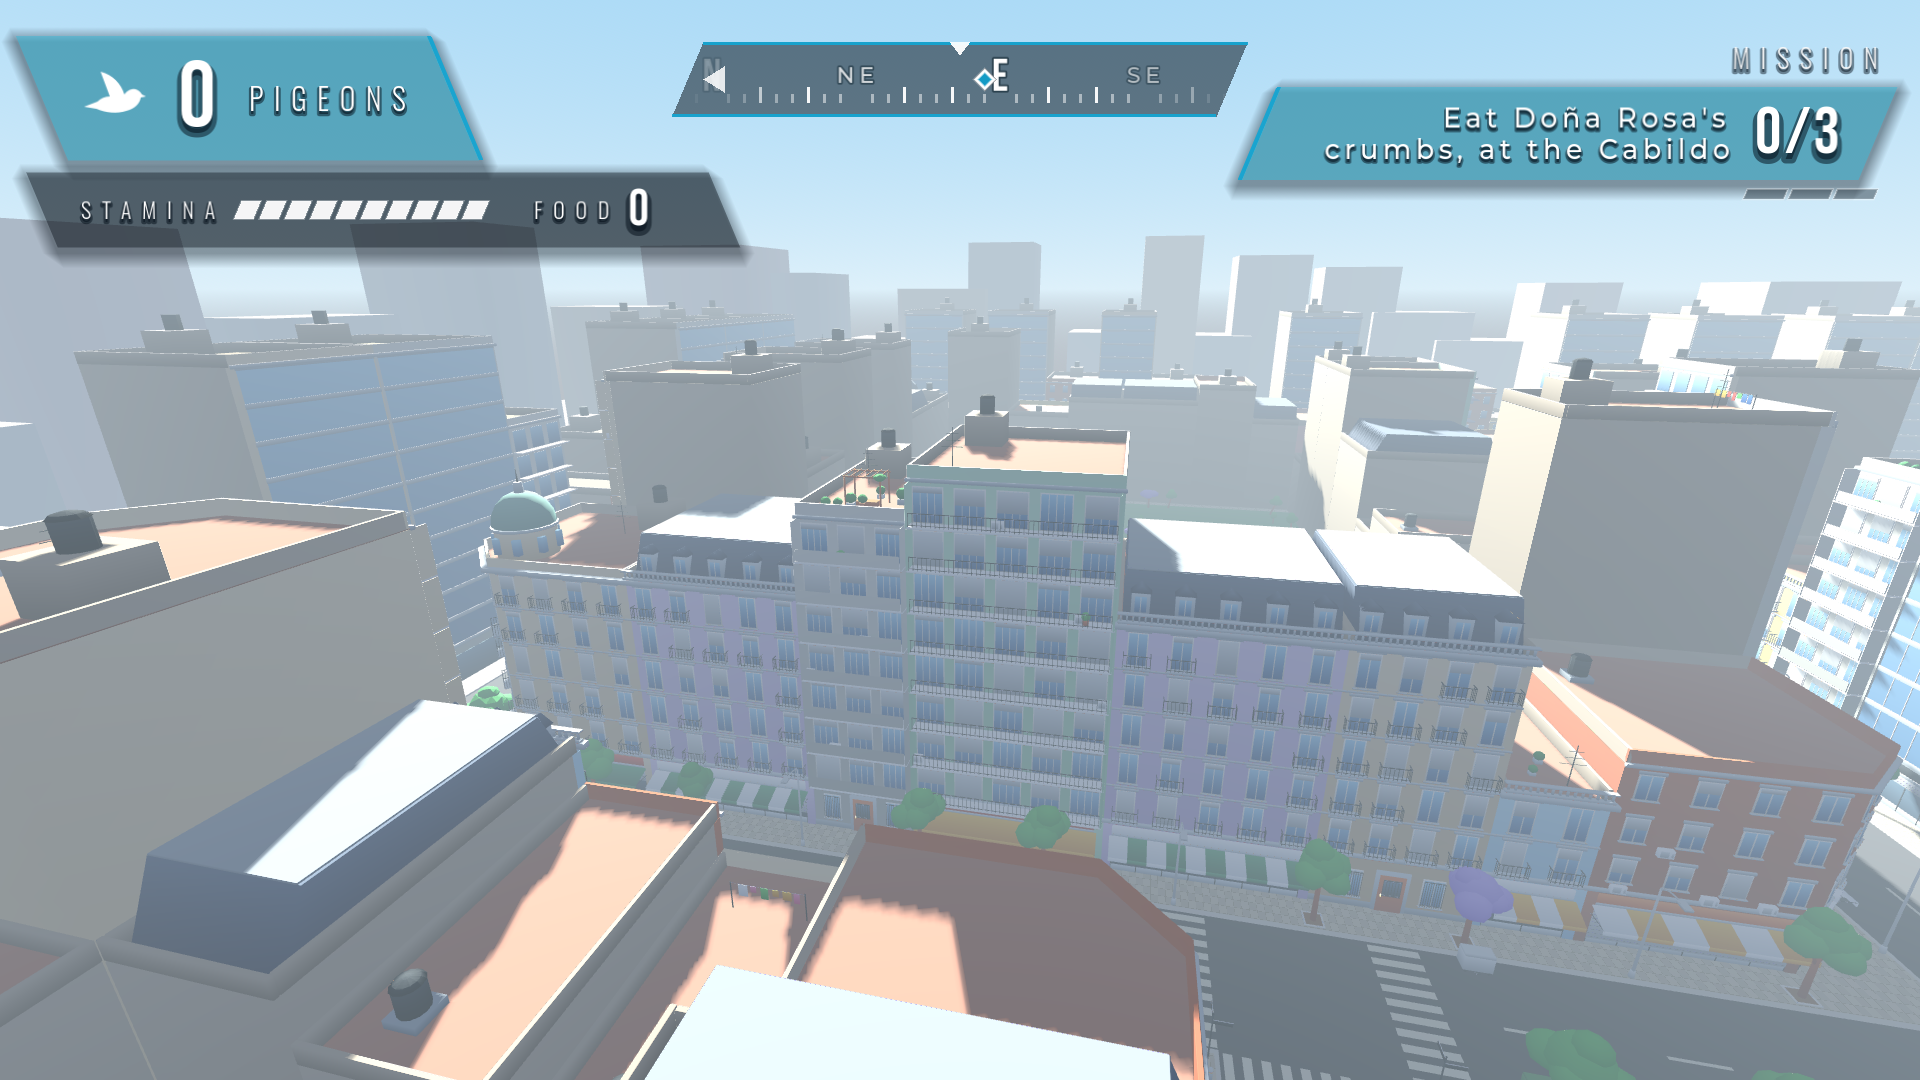 0 PIGEONS
STAMINA FOOD 0
N NE E SE
MISSION
Eat Doña Rosa's
crumbs, at the Cabildo
0/3